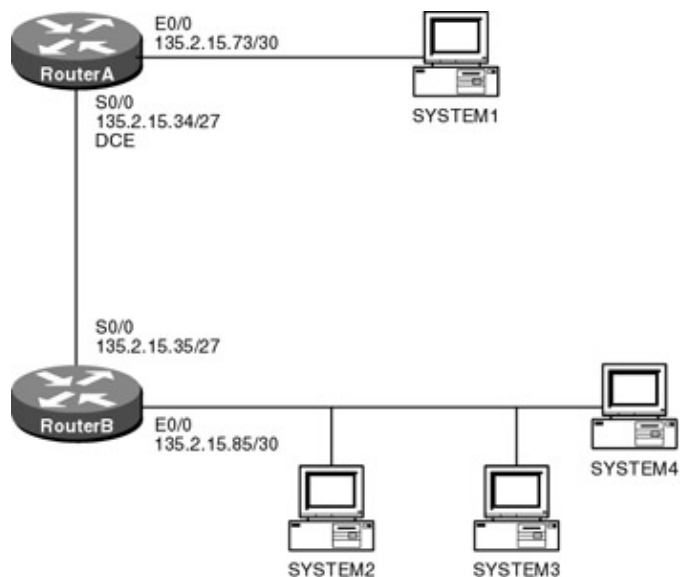 E0/0
135.2.15.73/30
RouterA
SYSTEM1
S0/0
135.2.15.34/27
DCE
S0/0
135.2.15.35/27
RouterB
E0/0
135.2.15.85/30
SYSTEM4
SYSTEM2
SYSTEM3